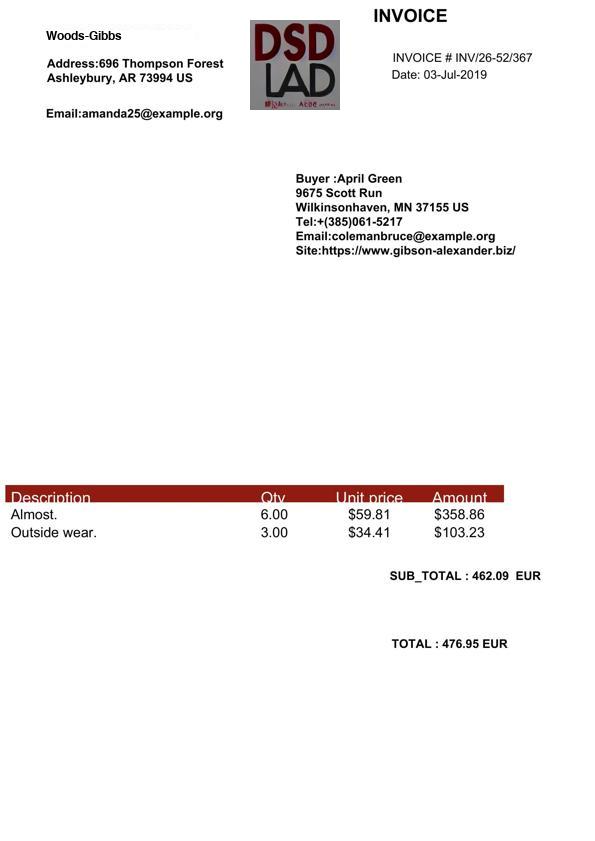 INVOICE
Woods-Gibbs
Address:696 Thompson Forest
Ashleybury, AR 73994 US
Email:amanda25@example.org
DSD
LAD
INVOICE # INV/26-52/367
Date: 03-Jul-2019
Buyer :April Green
9675 Scott Run
Wilkinsonhaven, MN 37155 US
Tel:+(385)061-5217
Email:colemanbruce@example.org
Site:https://www.gibson-alexander.biz/
Description Qty Unit price Amount
Almost. 6.00 $59.81 $358.86
Outside wear. 3.00 $34.41 $103.23
SUB_TOTAL : 462.09 EUR
TOTAL : 476.95 EUR